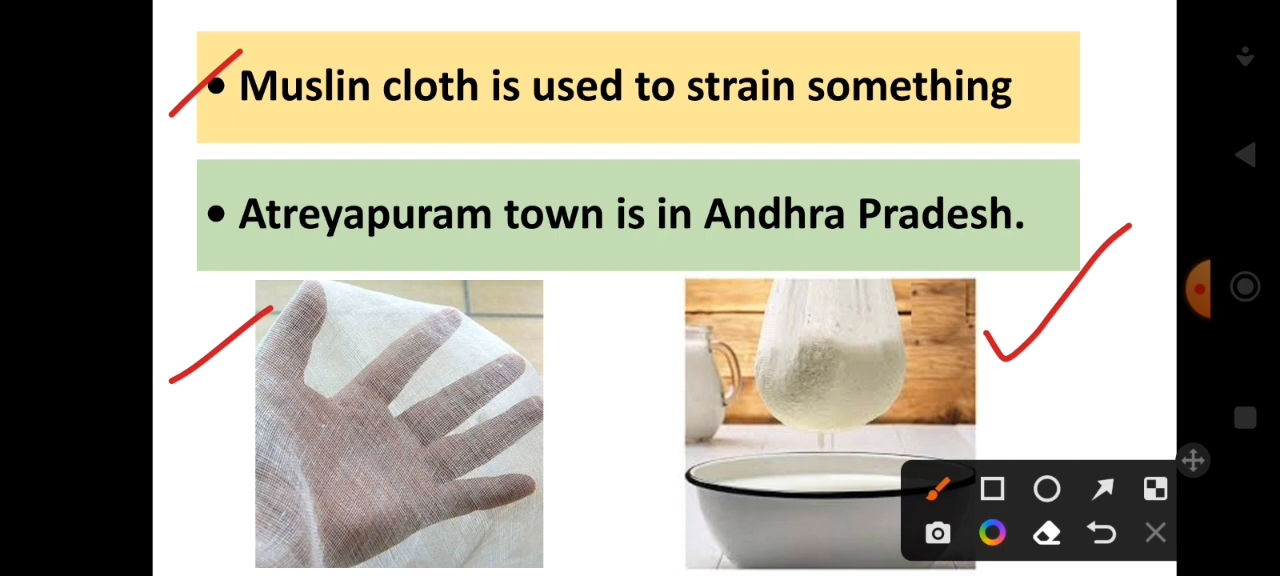 • Muslin cloth is used to strain something
• Atreyapuram town is in Andhra Pradesh.